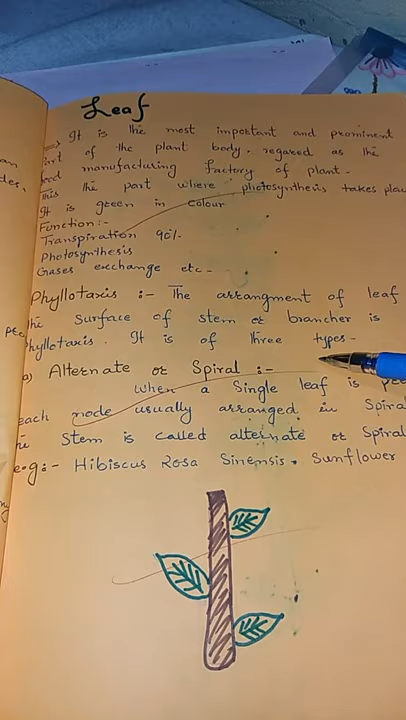 Leaf
=> It is the most important and prominent
part of the plant body. regared as the
food manufacturing factory of plant.
This the part where photosynthesis takes plac
It is green in colour
Function:-
Transpiration 90%
Photosynthesis
Gases exchange etc-
Phyllotaxis :- The arrangment of leaf
the Surface of stem or brancher is
Phyllotaxis. It is of three types-
a) Alternate or Spiral :-
When a Single leaf is
each node usually arranged in Spiral
Stem is called alternate or Spiral
e.g:- Hibiscus Rosa Sinensis. Sunflower